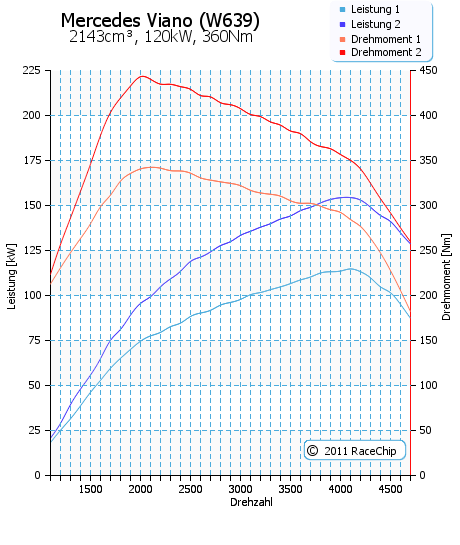 Mercedes Viano (W639)
2143cm³, 120kW, 360Nm
Leistung 1
Leistung 2
Drehmoment 1
Drehmoment 2
225
200
175
150
125
100
75
50
25
0
Leistung [kW]
450
400
350
300
250
200
150
100
50
0
Drehmoment [Nm]
© 2011 RaceChip
1500 2000 2500 3000 3500 4000 4500
Drehzahl